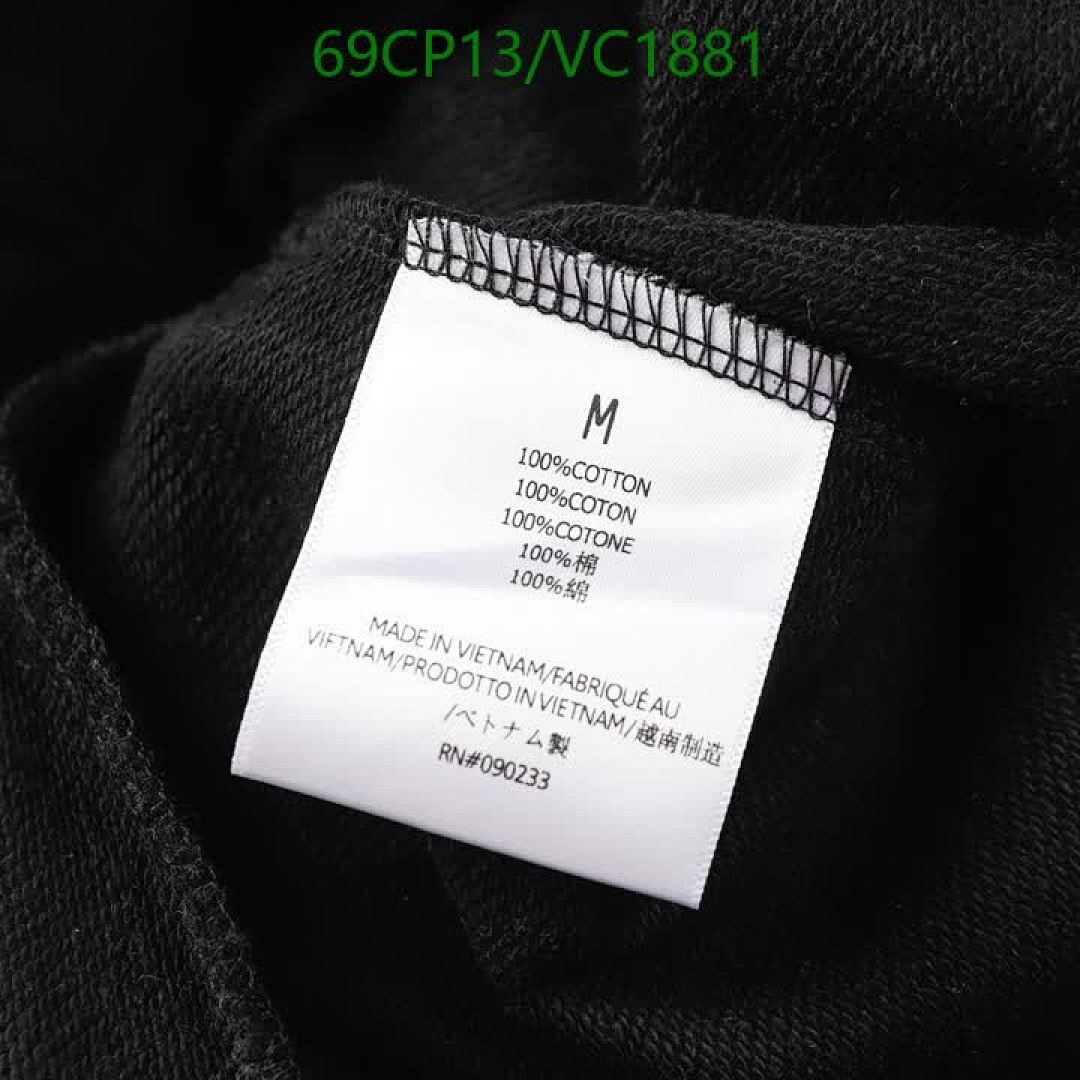 69CP13/VC1881
M
100%COTTON
100%COTON
100%COTONE
100%棉
100%綿
MADE IN VIETNAM/FABRIQUÉ AU
VIETNAM/PRODOTTO IN VIETNAM/越南制造
/ベトナム製
RN#090233